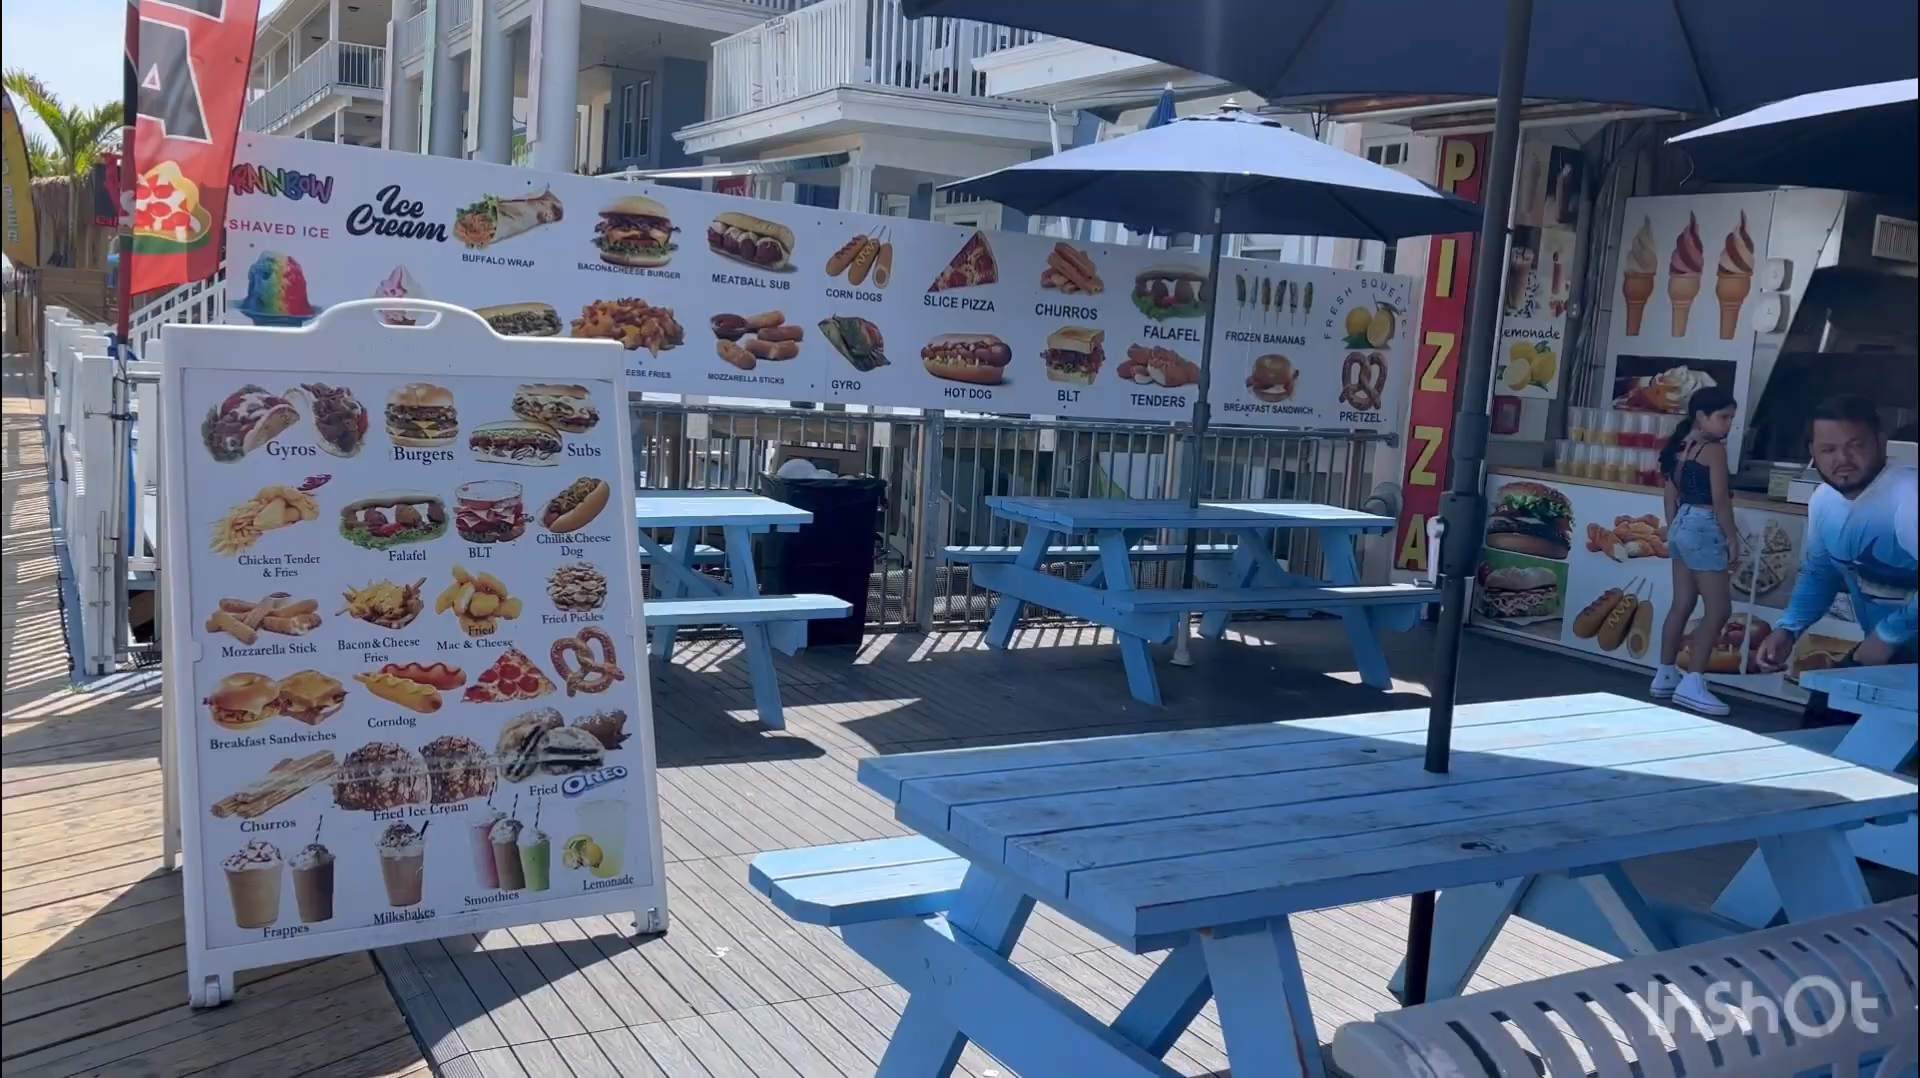 RAINBOW
SHAVED ICE
Ice
Cream
BUFFALO WRAP
BACON&CHEESE BURGER
MEATBALL SUB
CORN DOGS
SLICE PIZZA
CHURROS
FALAFEL
FROZEN BANANAS
FRESH SQUEEZE
EESE FRIES
MOZZARELLA STICKS
GYRO
HOT DOG
BLT
TENDERS
BREAKFAST SANDWICH
PRETZEL
PIZZA
Lemonade
Gyros
Burgers
Subs
Chicken Tender
& Fries
Falafel
BLT
Chilli&Cheese
Dog
Mozzarella Stick
Bacon&Cheese
Fries
Fried
Mac & Cheese
Fried Pickles
Breakfast Sandwiches
Corndog
Churros
Fried Ice Cream
Fried OREO
Frappes
Milkshakes
Smoothies
Lemonade
InShOt